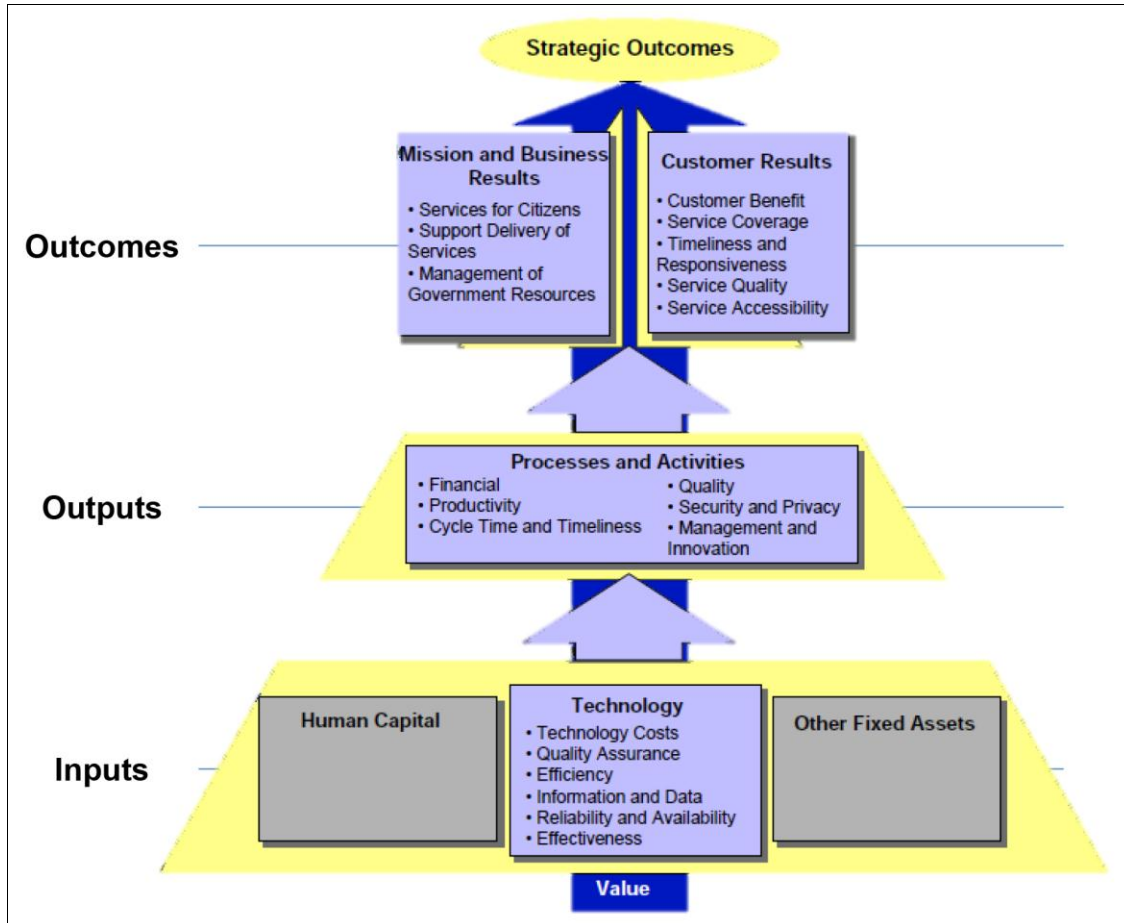 Strategic Outcomes
Outcomes
Mission and Business
Results
• Services for Citizens
• Support Delivery of
Services
• Management of
Government Resources
Customer Results
• Customer Benefit
• Service Coverage
• Timeliness and
Responsiveness
• Service Quality
• Service Accessibility
Outputs
Processes and Activities
• Financial
• Productivity
• Cycle Time and Timeliness
• Quality
• Security and Privacy
• Management and
Innovation
Inputs
Human Capital
Technology
• Technology Costs
• Quality Assurance
• Efficiency
• Information and Data
• Reliability and Availability
• Effectiveness
Other Fixed Assets
Value